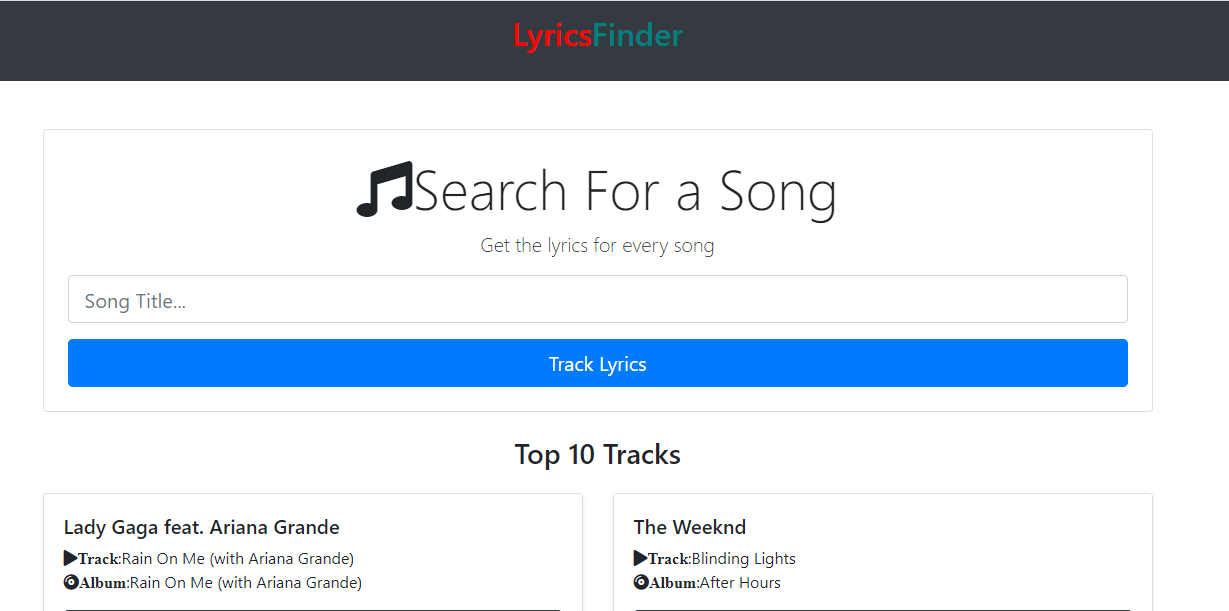 LyricsFinder
Search For a Song
Get the lyrics for every song
Song Title...
Track Lyrics
Top 10 Tracks
Lady Gaga feat. Ariana Grande
Track:Rain On Me (with Ariana Grande)
Album:Rain On Me (with Ariana Grande)
The Weeknd
Track:Blinding Lights
Album:After Hours